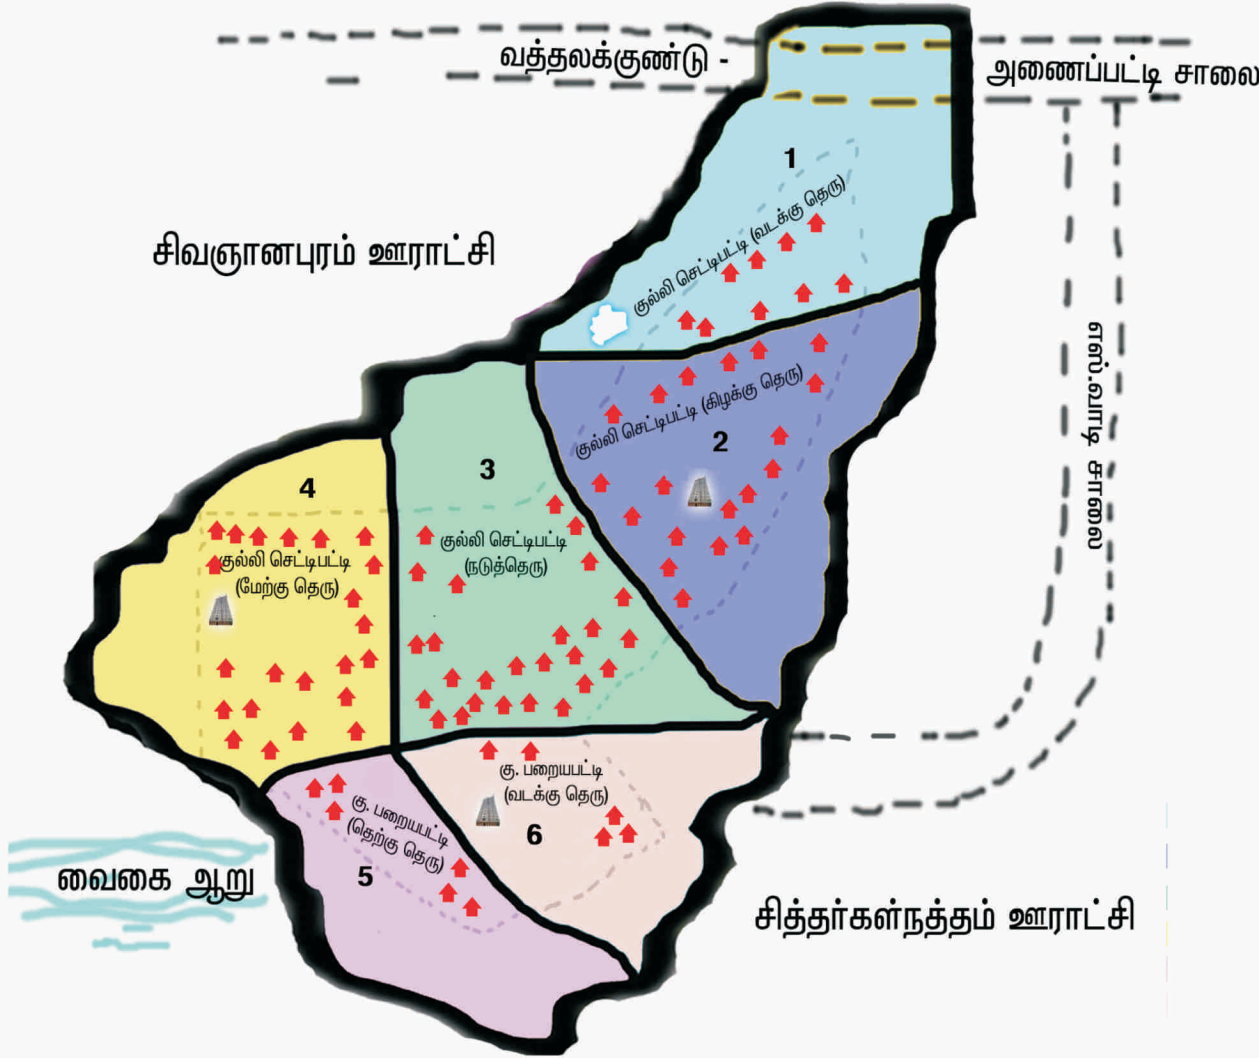 வத்தலக்குண்டு -
அணைப்பட்டி சாலை
1
குல்லி செட்டிபட்டி (வடக்கு தெரு)
சிவஞானபுரம் ஊராட்சி
எஸ்.வாடி சாலை
குல்லி செட்டிபட்டி (கிழக்கு தெரு)
2
3
குல்லி செட்டிபட்டி
(நடுத்தெரு)
4
குல்லி செட்டிபட்டி
(மேற்கு தெரு)
கு. பறையபட்டி
(வடக்கு தெரு)
6
கு. பறையபட்டி
(தெற்கு தெரு)
5
வைகை ஆறு
சித்தர்கள்நத்தம் ஊராட்சி